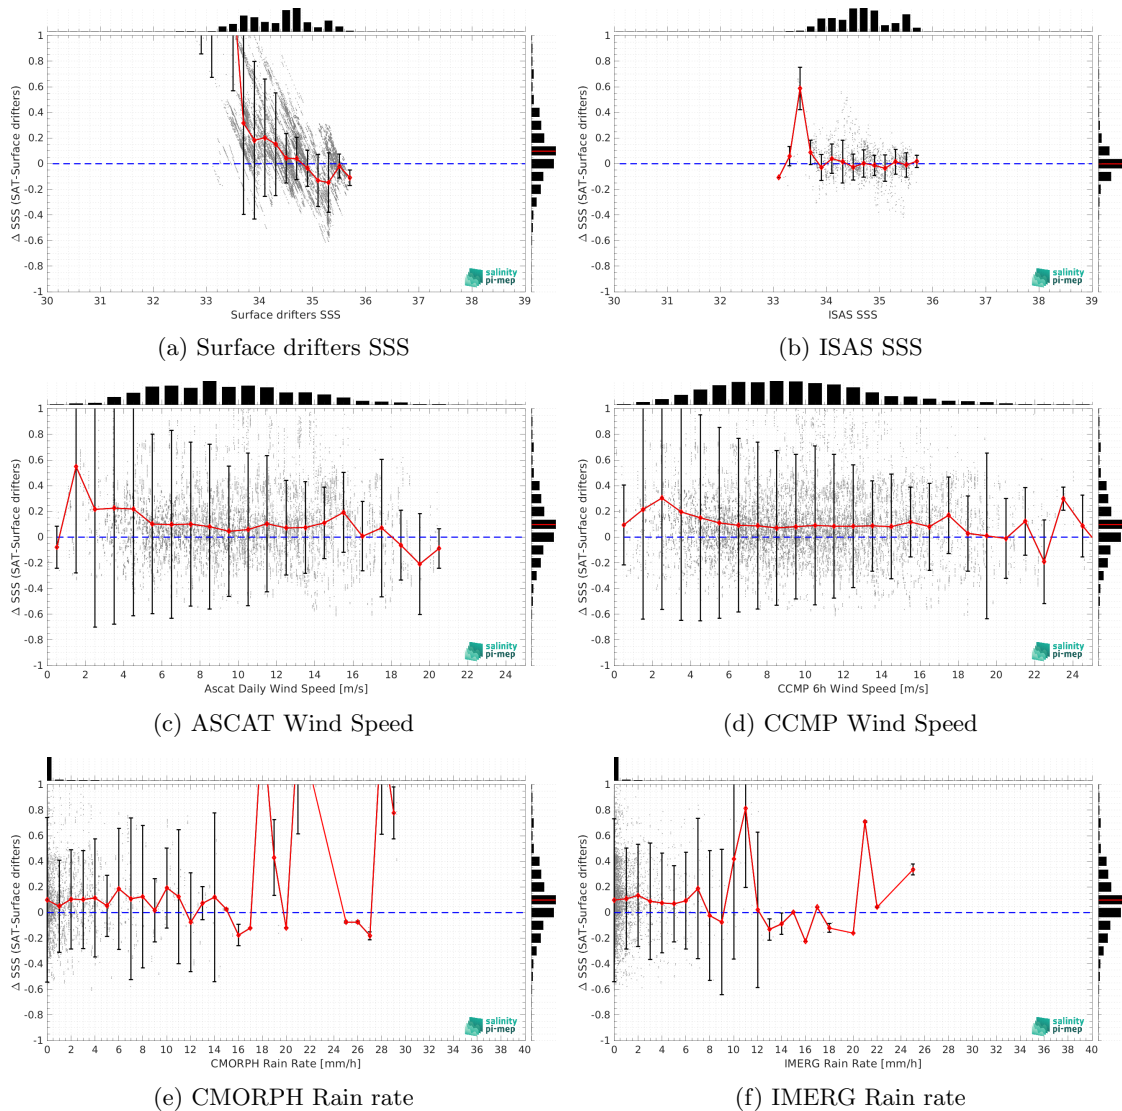 1
0.8
0.6
0.4
0.2
0
-0.2
-0.4
-0.6
-0.8
-1
Δ SSS (SAT-Surface drifters)
salinity
pi-mep
30 31 32 33 34 35 36 37 38 39
Surface drifters SSS
(a) Surface drifters SSS
1
0.8
0.6
0.4
0.2
0
-0.2
-0.4
-0.6
-0.8
-1
Δ SSS (SAT-Surface drifters)
salinity
pi-mep
30 31 32 33 34 35 36 37 38 39
ISAS SSS
(b) ISAS SSS
1
0.8
0.6
0.4
0.2
0
-0.2
-0.4
-0.6
-0.8
-1
Δ SSS (SAT-Surface drifters)
salinity
pi-mep
0 2 4 6 8 10 12 14 16 18 20 22 24
Ascat Daily Wind Speed [m/s]
(c) ASCAT Wind Speed
1
0.8
0.6
0.4
0.2
0
-0.2
-0.4
-0.6
-0.8
-1
Δ SSS (SAT-Surface drifters)
salinity
pi-mep
0 2 4 6 8 10 12 14 16 18 20 22 24
CCMP 6h Wind Speed [m/s]
(d) CCMP Wind Speed
1
0.8
0.6
0.4
0.2
0
-0.2
-0.4
-0.6
-0.8
-1
Δ SSS (SAT-Surface drifters)
salinity
pi-mep
0 2 4 6 8 10 12 14 16 18 20 22 24 26 28 30 32 34 36 38 40
CMORPH Rain Rate [mm/h]
(e) CMORPH Rain rate
1
0.8
0.6
0.4
0.2
0
-0.2
-0.4
-0.6
-0.8
-1
Δ SSS (SAT-Surface drifters)
salinity
pi-mep
0 2 4 6 8 10 12 14 16 18 20 22 24 26 28 30 32 34 36 38 40
IMERG Rain Rate [mm/h]
(f) IMERG Rain rate